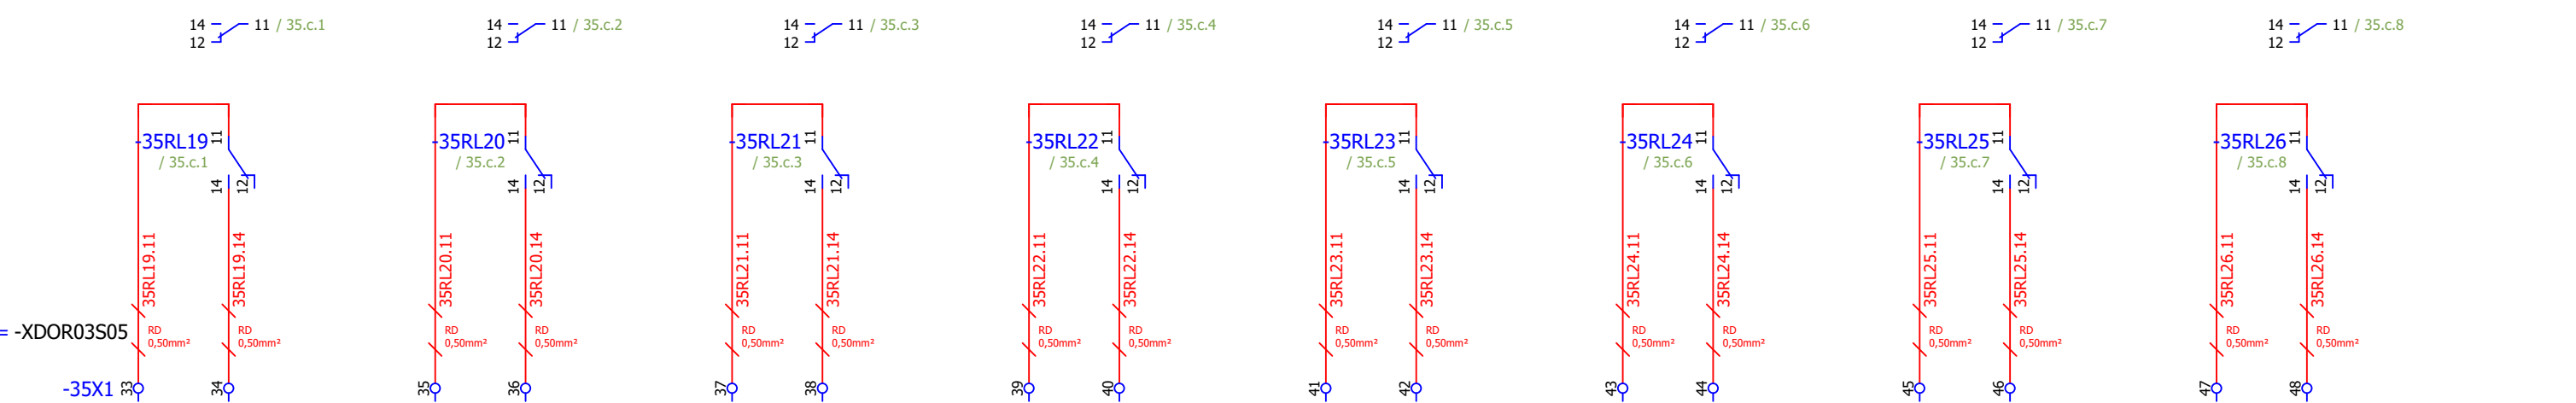 14 11 / 35.c.1
12
14 11 / 35.c.2
12
14 11 / 35.c.3
12
14 11 / 35.c.4
12
14 11 / 35.c.5
12
14 11 / 35.c.6
12
14 11 / 35.c.7
12
14 11 / 35.c.8
12
-35RL19 11
/ 35.c.1
14 12
35RL19.11 35RL19.14
-35RL20 11
/ 35.c.2
14 12
35RL20.11 35RL20.14
-35RL21 11
/ 35.c.3
14 12
35RL21.11 35RL21.14
-35RL22 11
/ 35.c.4
14 12
35RL22.11 35RL22.14
-35RL23 11
/ 35.c.5
14 12
35RL23.11 35RL23.14
-35RL24 11
/ 35.c.6
14 12
35RL24.11 35RL24.14
-35RL25 11
/ 35.c.7
14 12
35RL25.11 35RL25.14
-35RL26 11
/ 35.c.8
14 12
35RL26.11 35RL26.14
= -XDOR03S05
RD RD RD RD RD RD RD RD RD RD RD RD RD RD RD RD
0,50mm² 0,50mm² 0,50mm² 0,50mm² 0,50mm² 0,50mm² 0,50mm² 0,50mm² 0,50mm² 0,50mm² 0,50mm² 0,50mm² 0,50mm² 0,50mm² 0,50mm² 0,50mm²
-35X1 33 34 35 36 37 38 39 40 41 42 43 44 45 46 47 48